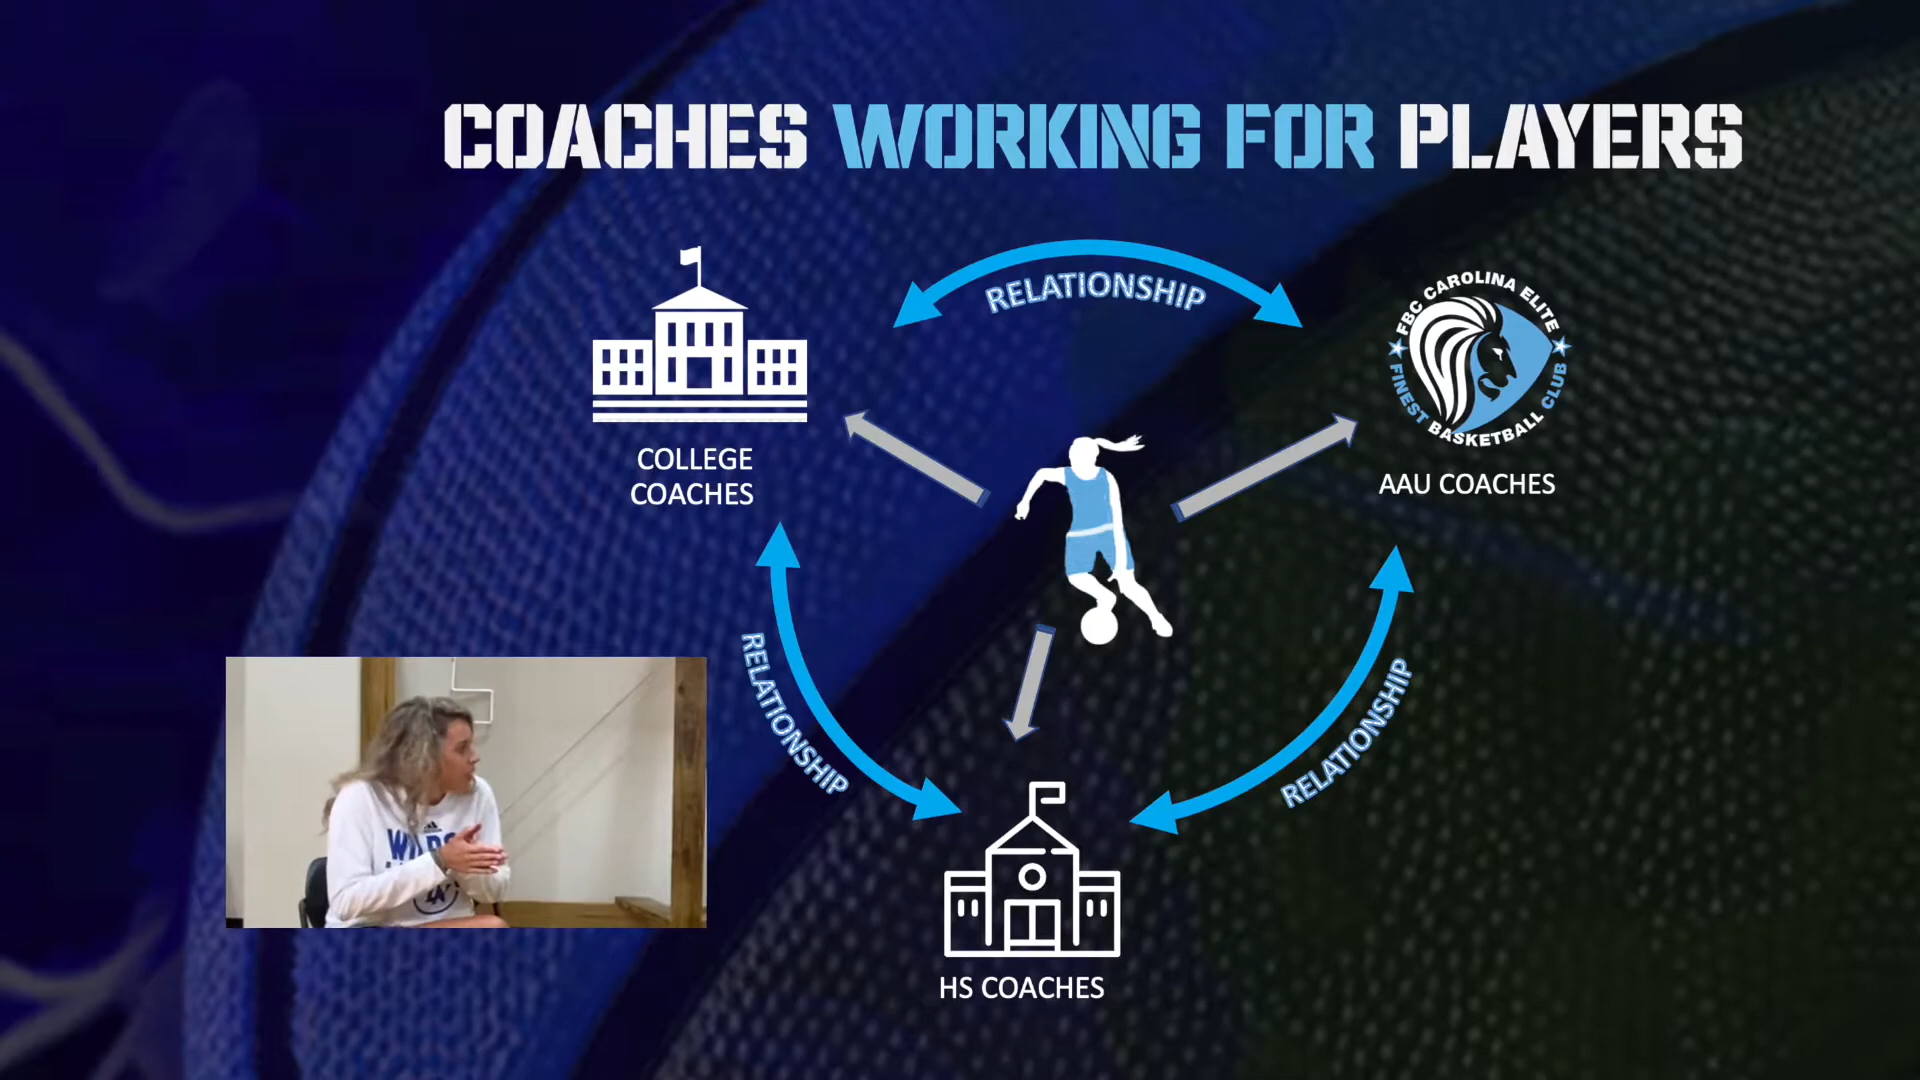 COACHES WORKING FOR PLAYERS
RELATIONSHIP
FBC CAROLINA ELITE
FINEST BASKETBALL CLUB
COLLEGE
COACHES
AAU COACHES
RELATIONSHIP
RELATIONSHIP
HS COACHES